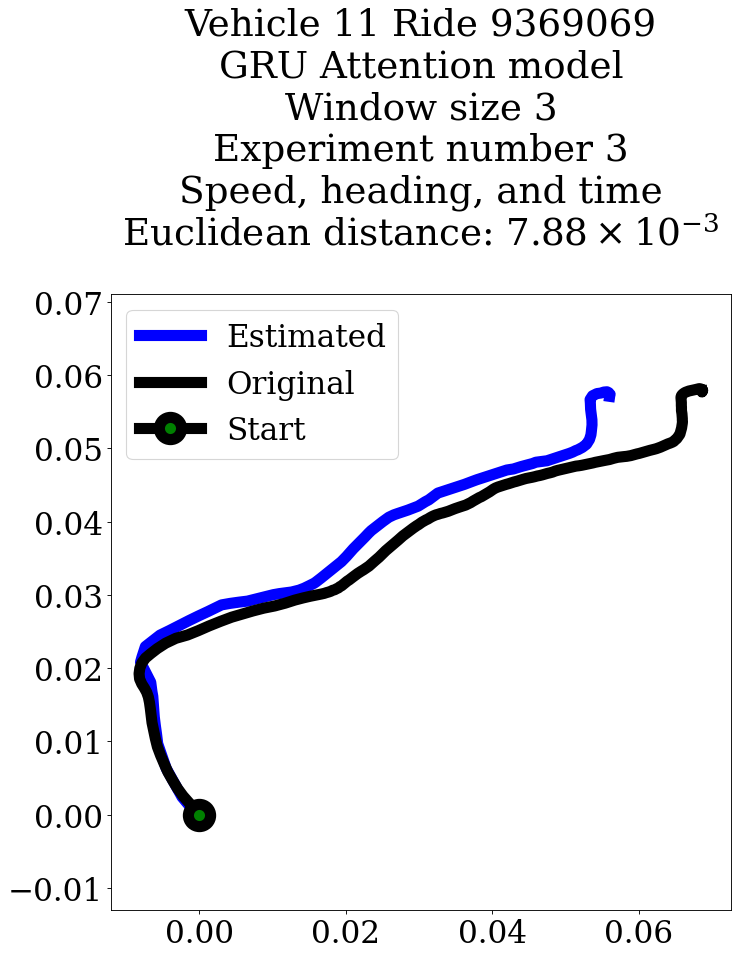 Vehicle 11 Ride 9369069
GRU Attention model
Window size 3
Experiment number 3
Speed, heading, and time
Euclidean distance: 7.88 × 10⁻³
0.07
0.06
0.05
0.04
0.03
0.02
0.01
0.00
−0.01
Estimated
Original
Start
0.00 0.02 0.04 0.06